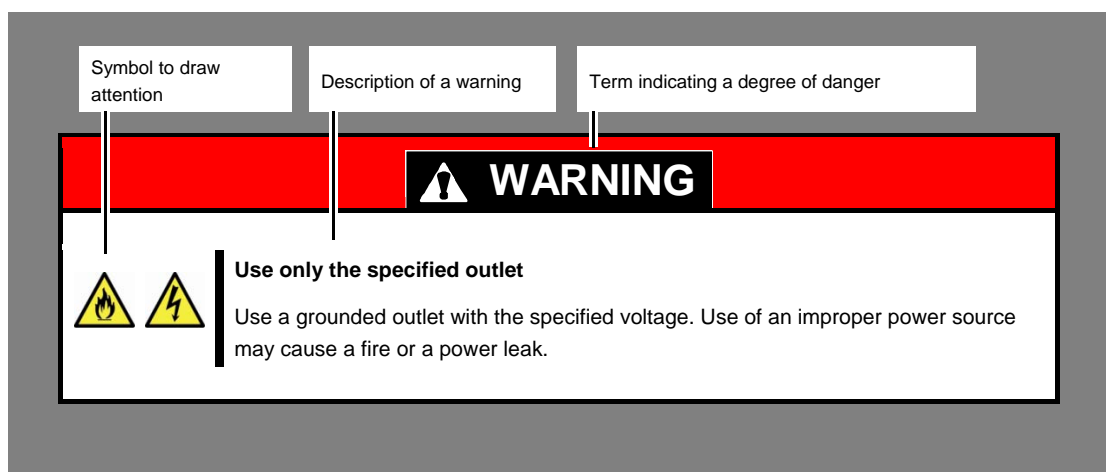 Symbol to draw
attention
Description of a warning
Term indicating a degree of danger
WARNING
Use only the specified outlet
Use a grounded outlet with the specified voltage. Use of an improper power source
may cause a fire or a power leak.